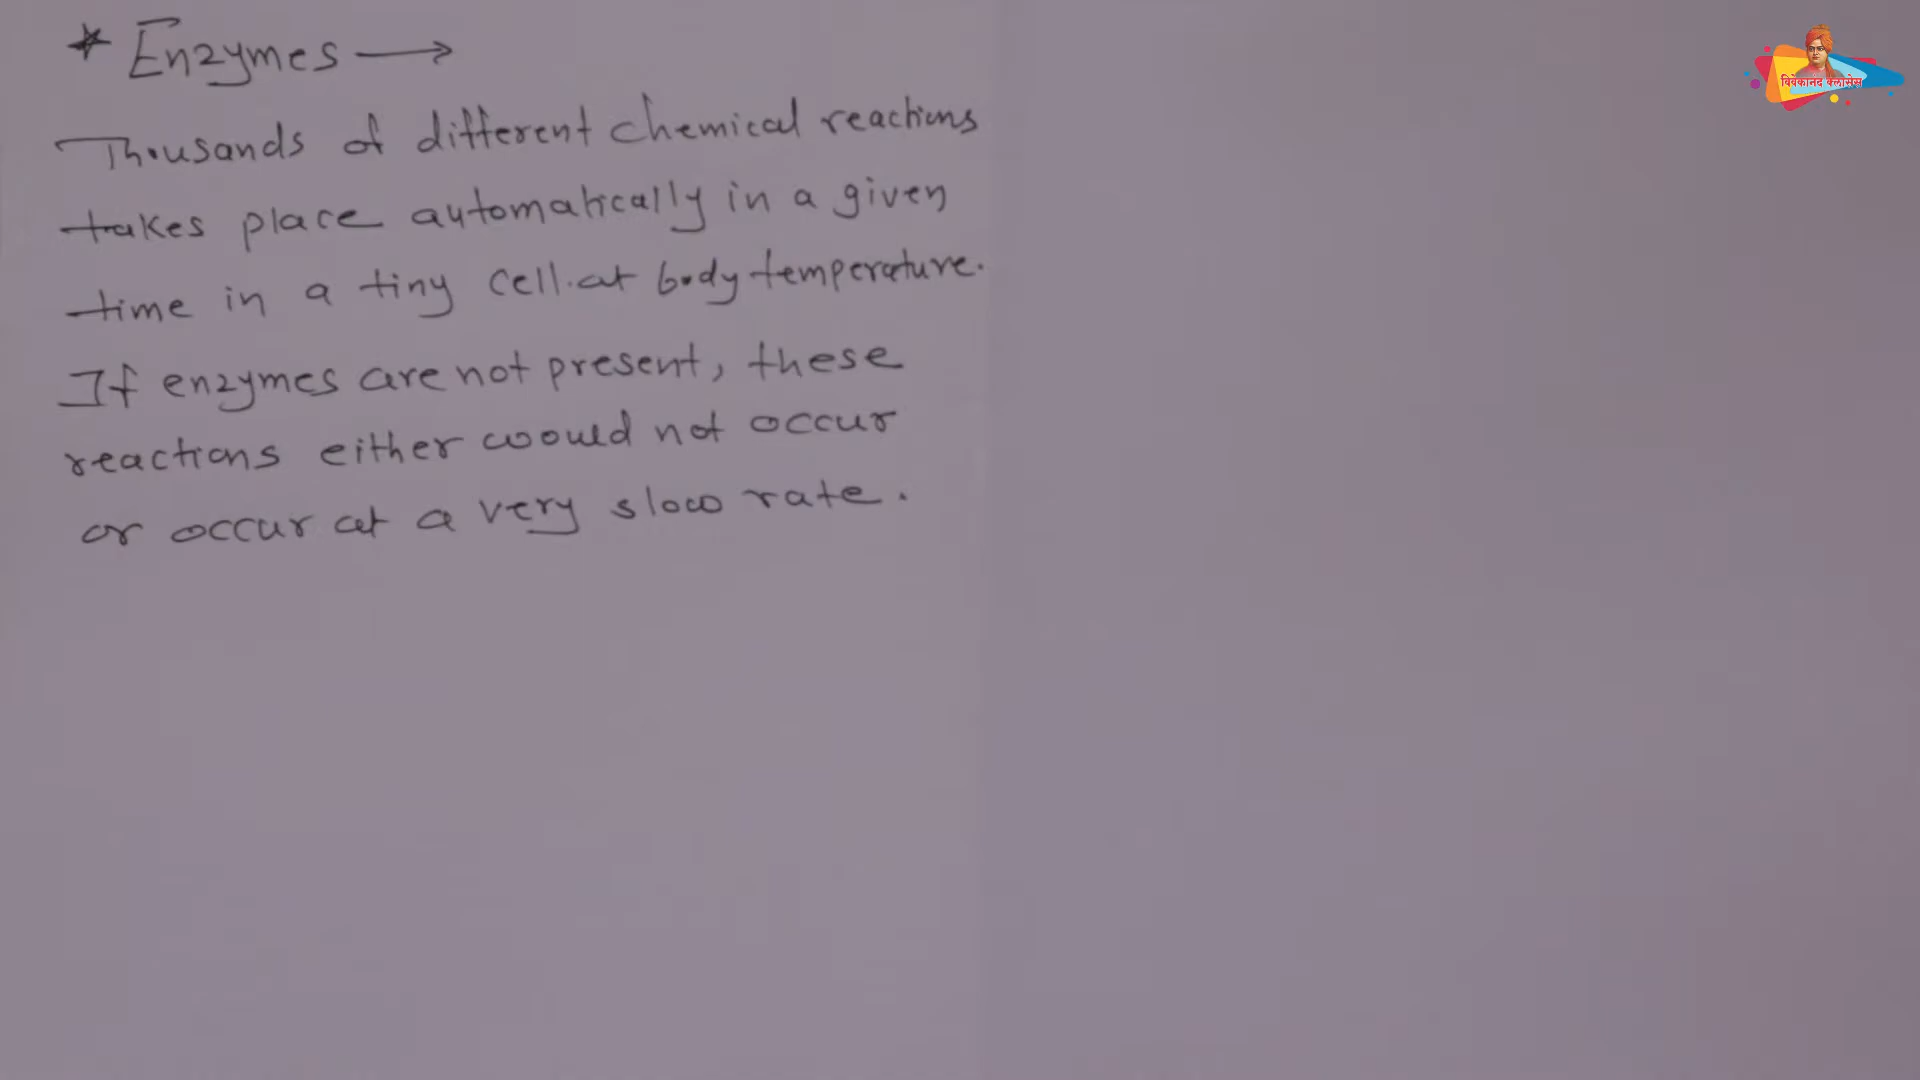 * Enzymes →
Thousands of different chemical reactions
takes place automatically in a given
time in a tiny cell.at body temperature.
If enzymes are not present, these
reactions either would not occur
or occur at a very slow rate.
विवेकानंद क्लासेस